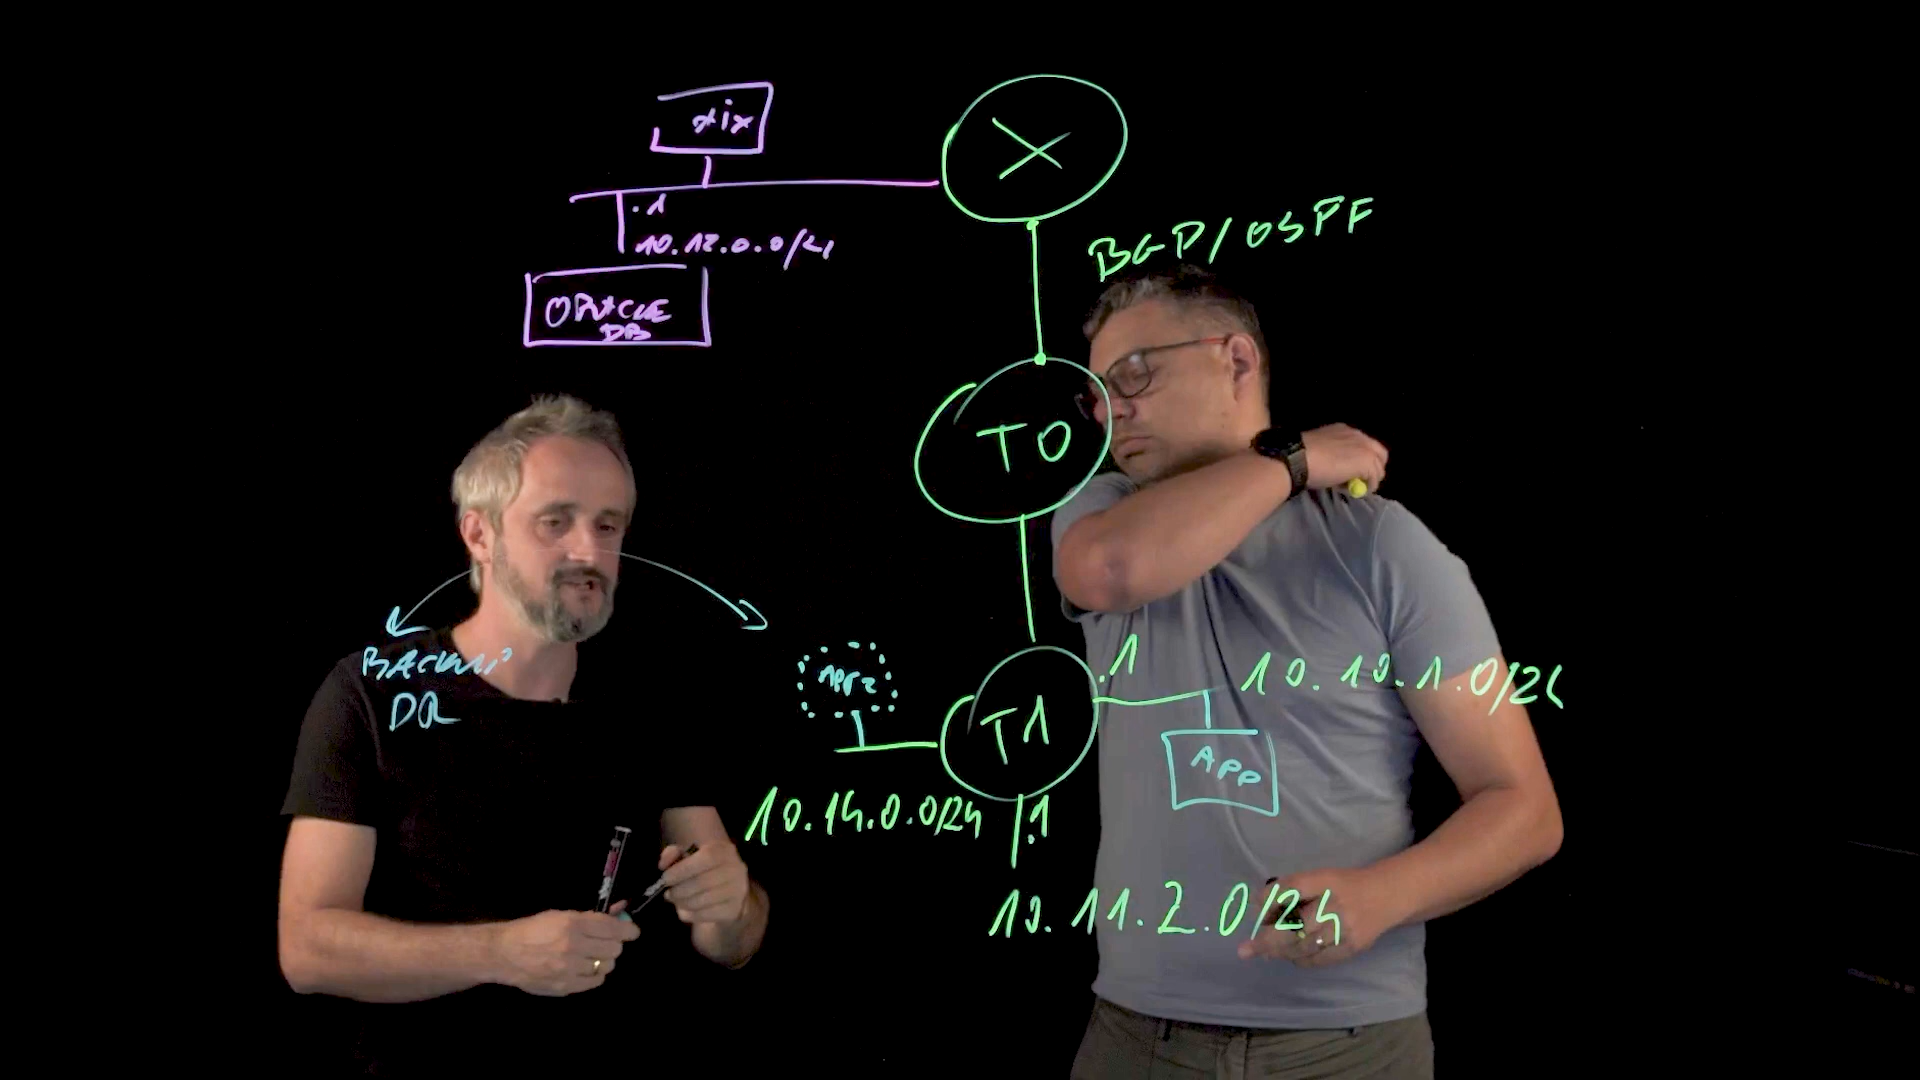 aix
X
.1
10.12.0.0/24
BGP/OSPF
ORACLE
DB
T0
BACKUP
DR
APP2
T1
.1
10.10.1.0/24
APP
10.14.0.0/24
.1
10.11.2.0/24